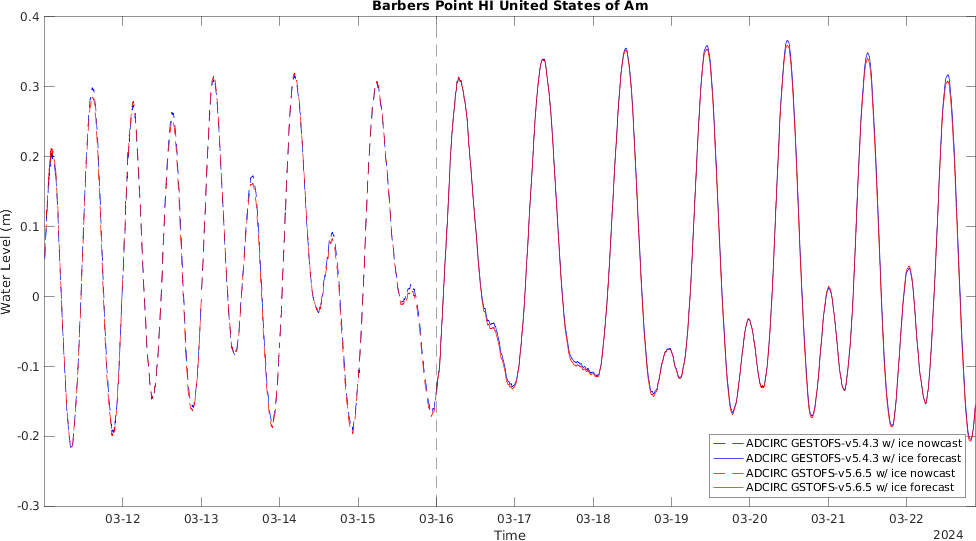 Barbers Point HI United States of Am
0.4
0.3
0.2
0.1
0
-0.1
-0.2
-0.3
Water Level (m)
ADCIRC GESTOFS-v5.4.3 w/ ice nowcast
ADCIRC GESTOFS-v5.4.3 w/ ice forecast
ADCIRC GSTOFS-v5.6.5 w/ ice nowcast
ADCIRC GSTOFS-v5.6.5 w/ ice forecast
03-12 03-13 03-14 03-15 03-16 03-17 03-18 03-19 03-20 03-21 03-22
Time
2024